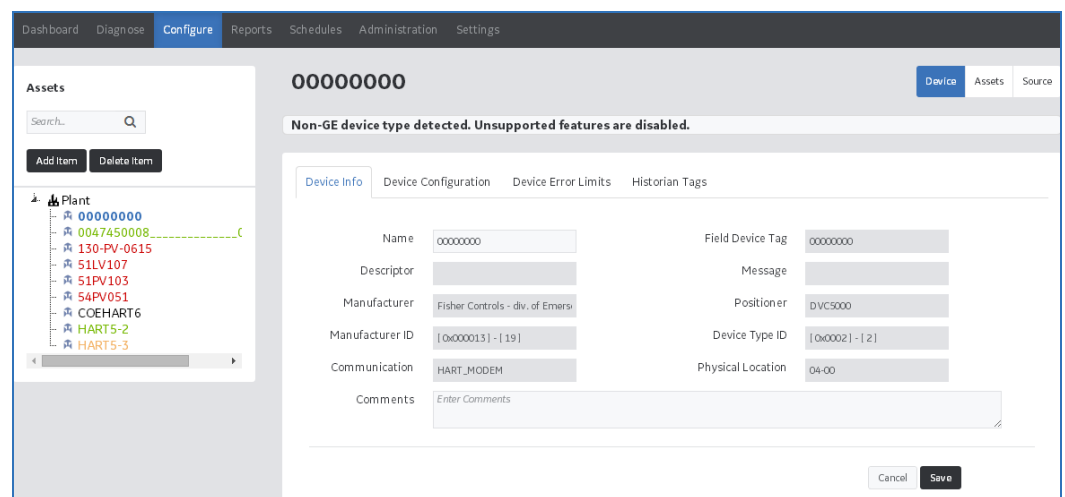 Dashboard Diagnose Configure Reports Schedules Administration Settings
Assets
Search...
Add Item Delete Item
Plant
00000000
0047450008______________0
130-PV-0615
51LV107
51PV103
54PV051
COEHART6
HART5-2
HART5-3
00000000
Device Assets Source
Non-GE device type detected. Unsupported features are disabled.
Device Info Device Configuration Device Error Limits Historian Tags
Name 00000000 Field Device Tag 00000000
Descriptor Message
Manufacturer Fisher Controls - div. of Emers Positioner DVC5000
Manufacturer ID [ 0x000013 ] - [ 19 ] Device Type ID [ 0x0002 ] - [ 2 ]
Communication HART_MODEM Physical Location 04-00
Comments Enter Comments
Cancel Save